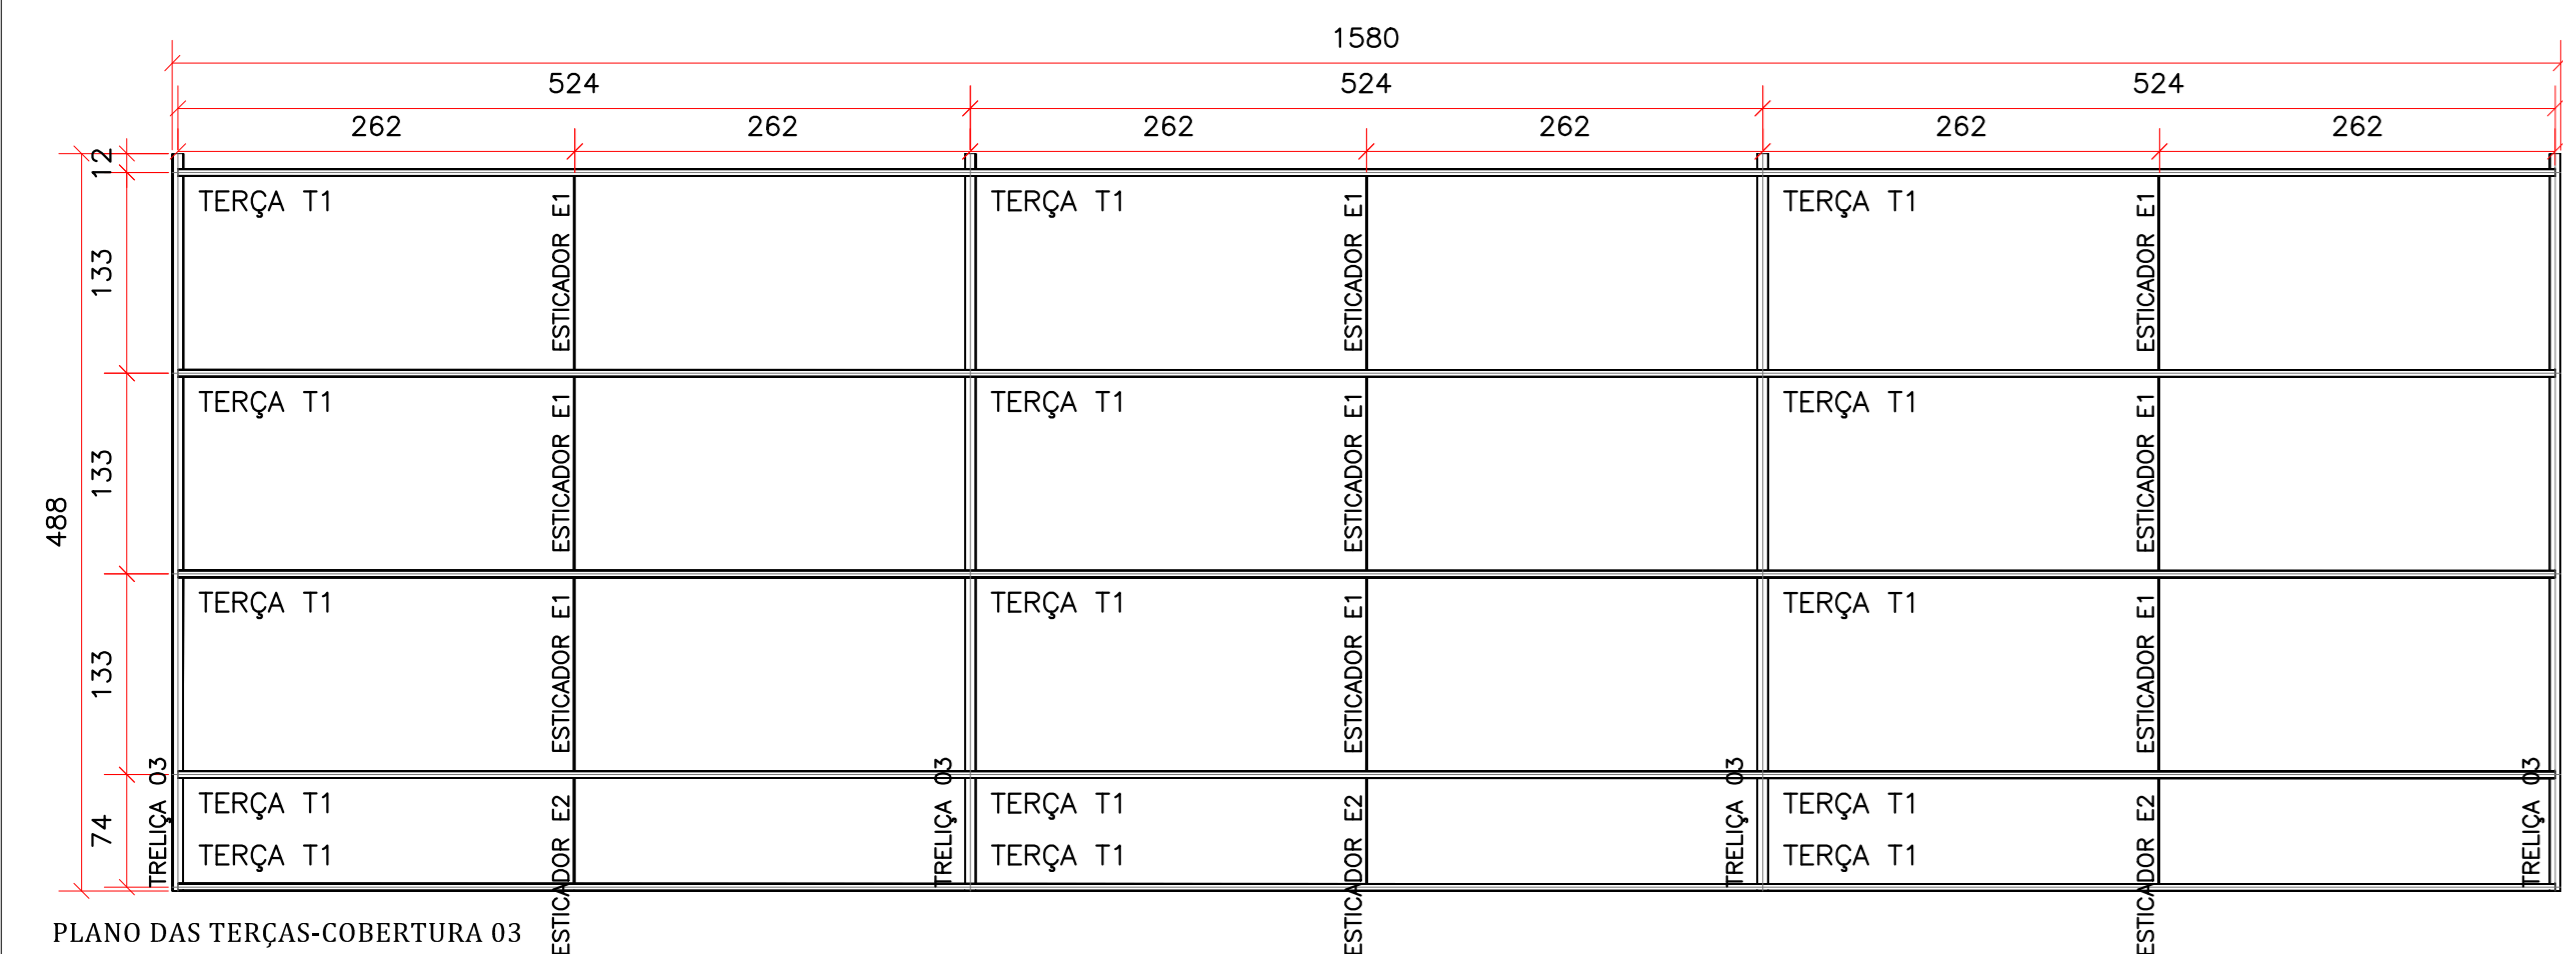 1580
524 524 524
262 262 262 262 262 262
12
TERÇA T1 ESTICADOR E1 TERÇA T1 ESTICADOR E1 TERÇA T1 ESTICADOR E1
133
TERÇA T1 ESTICADOR E1 TERÇA T1 ESTICADOR E1 TERÇA T1 ESTICADOR E1
133
488
TERÇA T1 ESTICADOR E1 TERÇA T1 ESTICADOR E1 TERÇA T1 ESTICADOR E1
133
TRELIÇA 03 TRELIÇA 03 TRELIÇA 03 TRELIÇA 03
TERÇA T1 ESTICADOR E2 TERÇA T1 ESTICADOR E2 TERÇA T1 ESTICADOR E2
74
TERÇA T1 TERÇA T1 TERÇA T1
PLANO DAS TERÇAS-COBERTURA 03